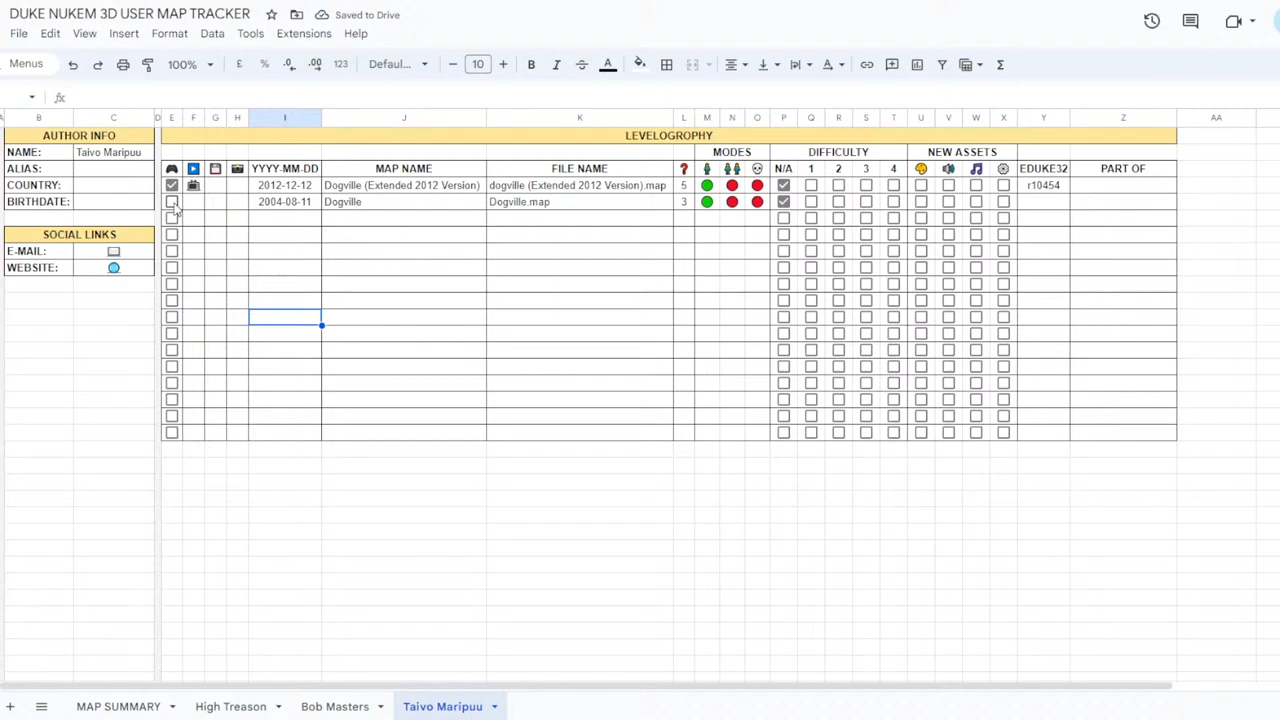 DUKE NUKEM 3D USER MAP TRACKER Saved to Drive
File Edit View Insert Format Data Tools Extensions Help
Menus 100% £ % .0 .00 123 Defaul... − 10 + B I S A Σ
fx
A B C D E F G H I J K L M N O P Q R S T U V W X Y Z AA
AUTHOR INFO LEVELOGRAPHY
NAME: Taivo Maripuu MODES DIFFICULTY NEW ASSETS
ALIAS: YYYY-MM-DD MAP NAME FILE NAME ? N/A 1 2 3 4 EDUKE32 PART OF
COUNTRY: 2012-12-12 Dogville (Extended 2012 Version) dogville (Extended 2012 Version).map 5 r10454
BIRTHDATE: 2004-08-11 Dogville Dogville.map 3
SOCIAL LINKS
E-MAIL:
WEBSITE:
+ MAP SUMMARY High Treason Bob Masters Taivo Maripuu